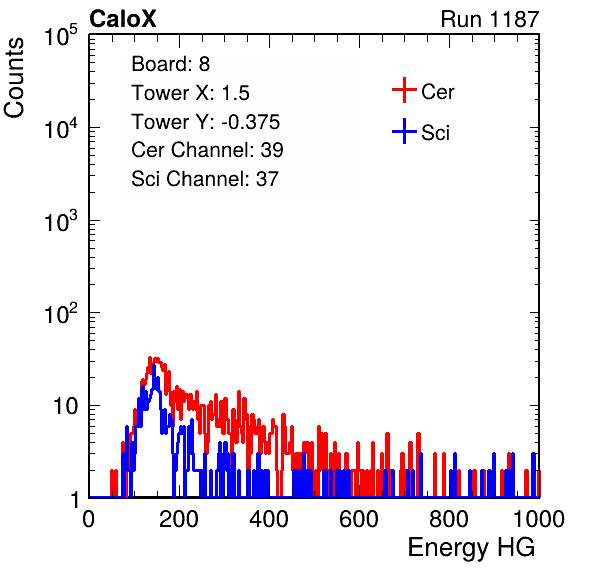 CaloX Run 1187
Counts
10^5
10^4
10^3
10^2
10
1
Board: 8
Tower X: 1.5
Tower Y: -0.375
Cer Channel: 39
Sci Channel: 37
Cer
Sci
0 200 400 600 800 1000
Energy HG